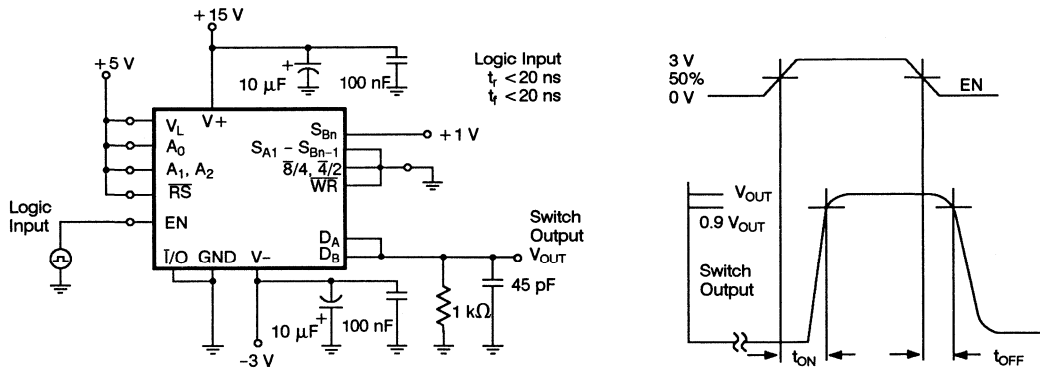 +15 V
+5 V
10 μF
+
100 nF
Logic Input
tr < 20 ns
tf < 20 ns
VL
V+
A0
A1, A2
RS
EN
SBn
+1 V
SA1 – SBn-1
8/4, 4/2
WR
Logic
Input
I/O
GND
V–
DA
DB
Switch
Output
VOUT
10 μF
+
100 nF
1 kΩ
45 pF
–3 V
3 V
50%
0 V
EN
VOUT
0.9 VOUT
Switch
Output
tON
tOFF